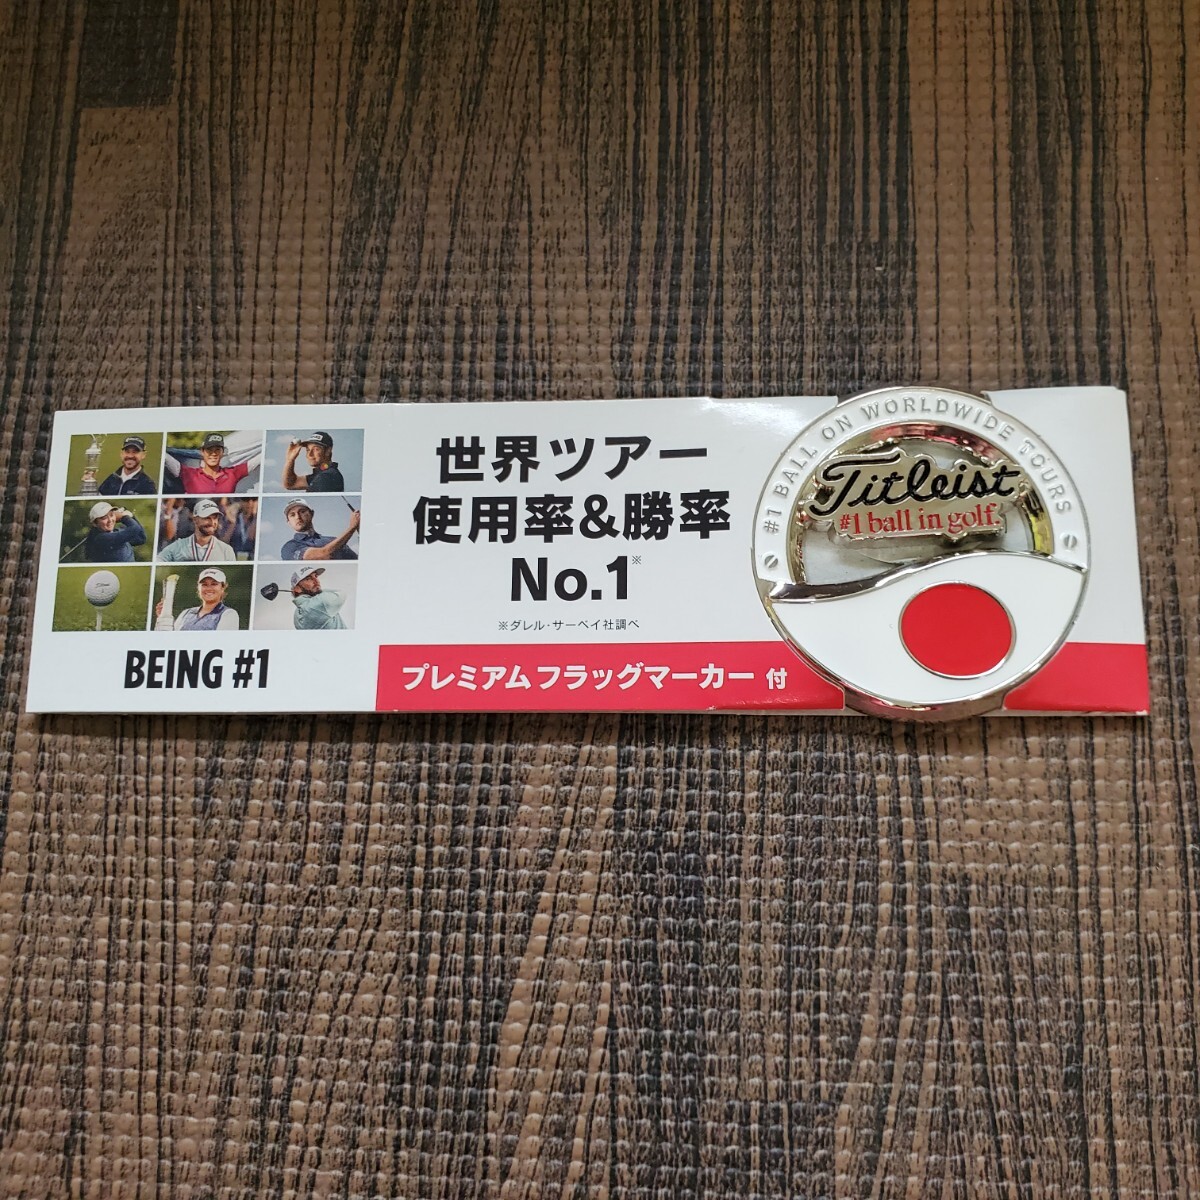 BEING #1
世界ツアー
使用率&勝率
No.1※
※ダレル・サーベイ社調べ
プレミアムフラッグマーカー 付
#1 BALL ON WORLDWIDE TOURS
Titleist
#1 ball in golf.